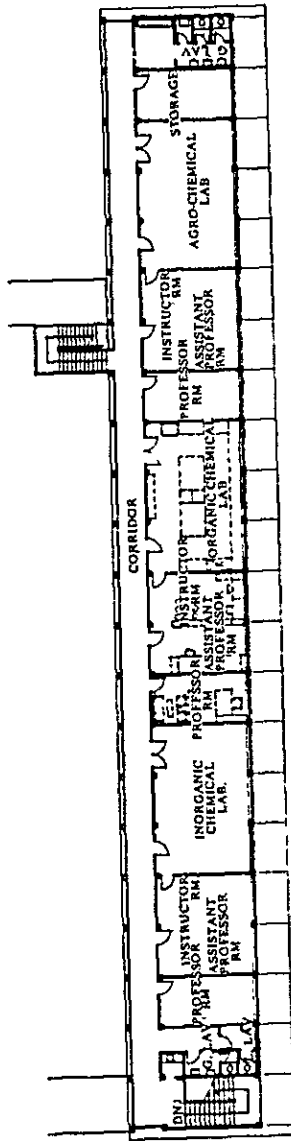 CORRIDOR
DN
G. LAV
LAV
PROFESSOR
RM
INSTRUCTOR
RM
ASSISTANT
PROFESSOR
RM
INORGANIC
CHEMICAL
LAB.
PROFESSOR
RM
INSTRUCTOR
RM
ASSISTANT
PROFESSOR
RM
CHEMICAL
LAB
PROFESSOR
RM
INSTRUCTOR
RM
ASSISTANT
PROFESSOR
RM
AGRO-CHEMICAL
LAB
STORAGE